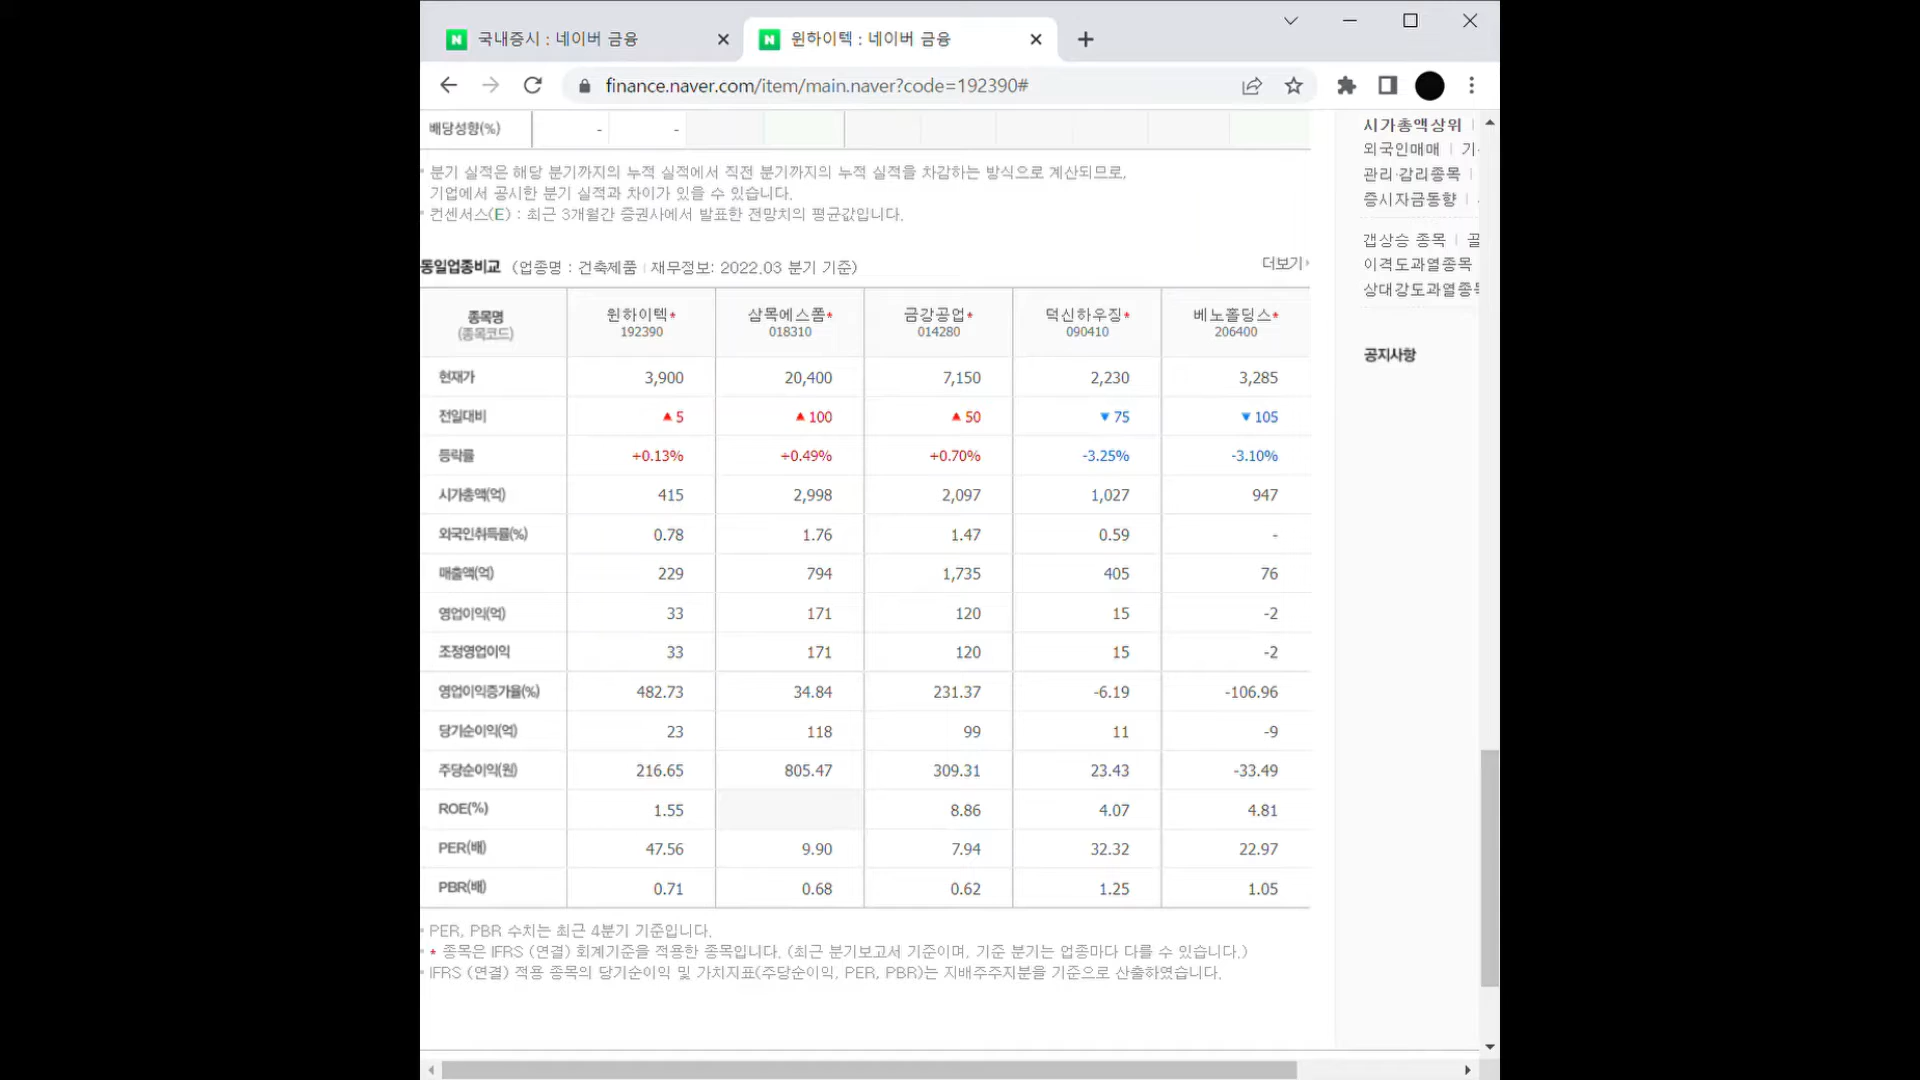 국내증시 : 네이버 금융
윈하이텍 : 네이버 금융
finance.naver.com/item/main.naver?code=192390#
배당성향(%) - -
* 분기 실적은 해당 분기까지의 누적 실적에서 직전 분기까지의 누적 실적을 차감하는 방식으로 계산되므로,
기업에서 공시한 분기 실적과 차이가 있을 수 있습니다.
* 컨센서스(E) : 최근 3개월간 증권사에서 발표한 전망치의 평균값입니다.
동일업종비교 (업종명 : 건축제품 | 재무정보: 2022.03 분기 기준) 더보기
종목명 (종목코드) 윈하이텍* 192390 삼목에스폼* 018310 금강공업* 014280 덕신하우징* 090410 베노홀딩스* 206400
현재가 3,900 20,400 7,150 2,230 3,285
전일대비 ▲5 ▲100 ▲50 ▼75 ▼105
등락률 +0.13% +0.49% +0.70% -3.25% -3.10%
시가총액(억) 415 2,998 2,097 1,027 947
외국인취득률(%) 0.78 1.76 1.47 0.59 -
매출액(억) 229 794 1,735 405 76
영업이익(억) 33 171 120 15 -2
조정영업이익 33 171 120 15 -2
영업이익증가율(%) 482.73 34.84 231.37 -6.19 -106.96
당기순이익(억) 23 118 99 11 -9
주당순이익(원) 216.65 805.47 309.31 23.43 -33.49
ROE(%) 1.55 8.86 4.07 4.81
PER(배) 47.56 9.90 7.94 32.32 22.97
PBR(배) 0.71 0.68 0.62 1.25 1.05
* PER, PBR 수치는 최근 4분기 기준입니다.
* * 종목은 IFRS (연결) 회계기준을 적용한 종목입니다. (최근 분기보고서 기준이며, 기준 분기는 업종마다 다를 수 있습니다.)
* IFRS (연결) 적용 종목의 당기순이익 및 가치지표(주당순이익, PER, PBR)는 지배주주지분을 기준으로 산출하였습니다.
시가총액상위
외국인매매
관리·감리종목
증시자금동향
갭상승 종목 | 골
이격도과열종목
상대강도과열종목
공지사항